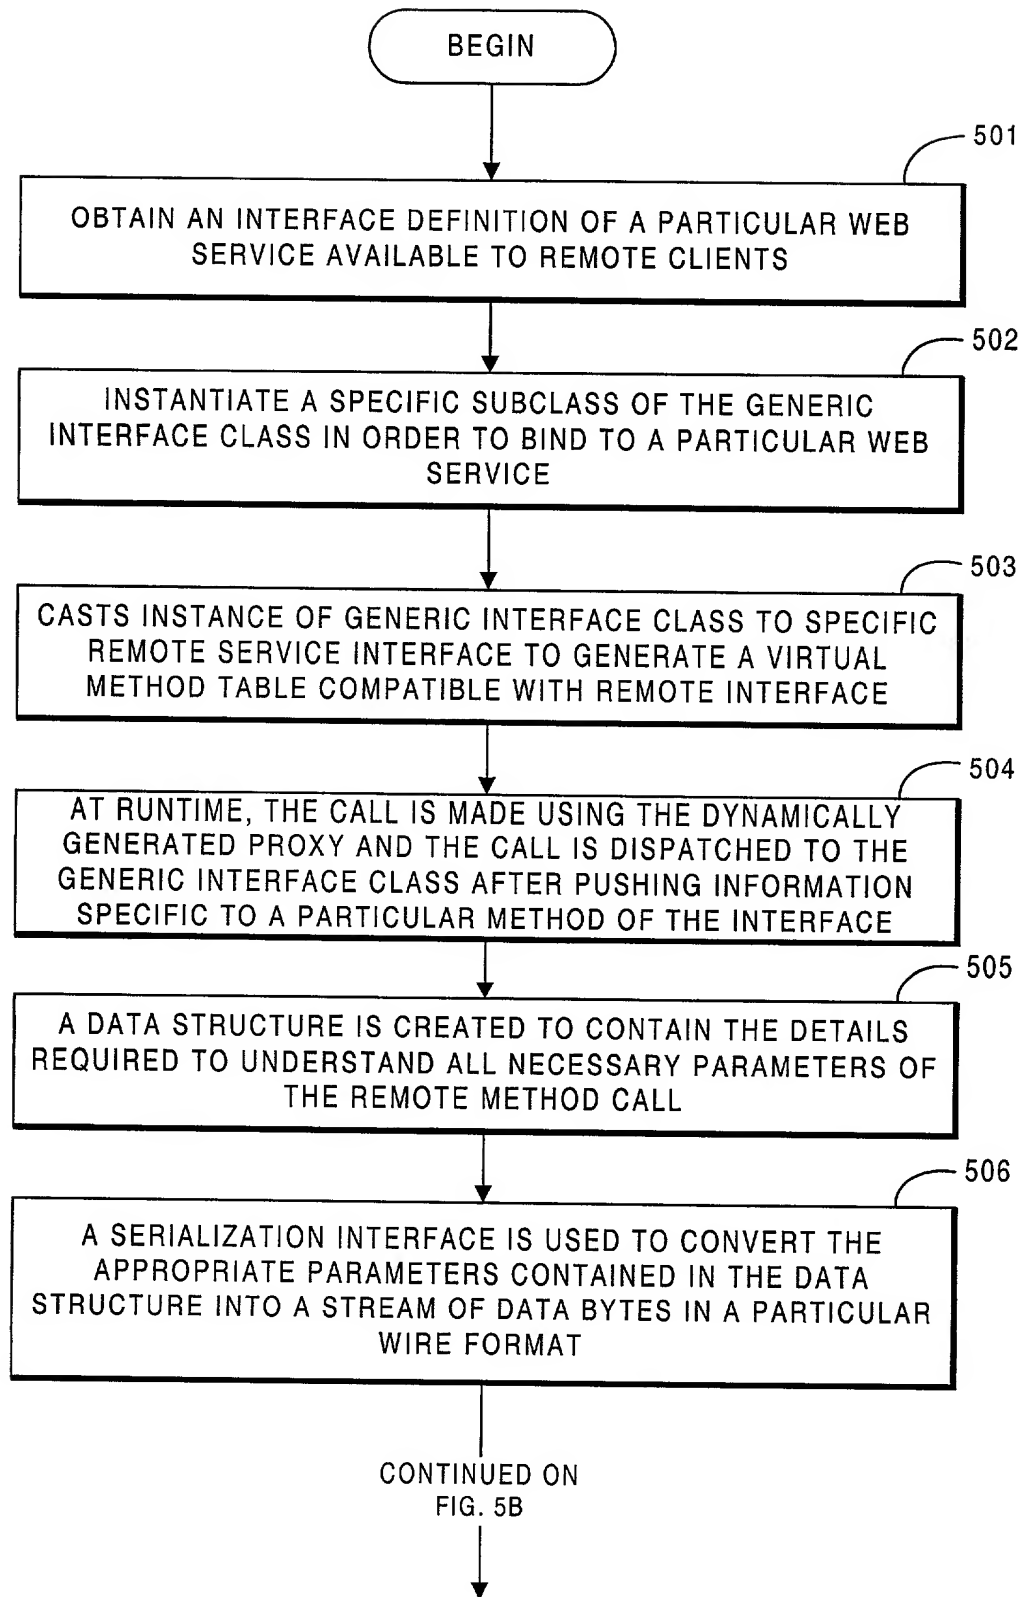 BEGIN
501
OBTAIN AN INTERFACE DEFINITION OF A PARTICULAR WEB
SERVICE AVAILABLE TO REMOTE CLIENTS
502
INSTANTIATE A SPECIFIC SUBCLASS OF THE GENERIC
INTERFACE CLASS IN ORDER TO BIND TO A PARTICULAR WEB
SERVICE
503
CASTS INSTANCE OF GENERIC INTERFACE CLASS TO SPECIFIC
REMOTE SERVICE INTERFACE TO GENERATE A VIRTUAL
METHOD TABLE COMPATIBLE WITH REMOTE INTERFACE
504
AT RUNTIME, THE CALL IS MADE USING THE DYNAMICALLY
GENERATED PROXY AND THE CALL IS DISPATCHED TO THE
GENERIC INTERFACE CLASS AFTER PUSHING INFORMATION
SPECIFIC TO A PARTICULAR METHOD OF THE INTERFACE
505
A DATA STRUCTURE IS CREATED TO CONTAIN THE DETAILS
REQUIRED TO UNDERSTAND ALL NECESSARY PARAMETERS OF
THE REMOTE METHOD CALL
506
A SERIALIZATION INTERFACE IS USED TO CONVERT THE
APPROPRIATE PARAMETERS CONTAINED IN THE DATA
STRUCTURE INTO A STREAM OF DATA BYTES IN A PARTICULAR
WIRE FORMAT
CONTINUED ON
FIG. 5B